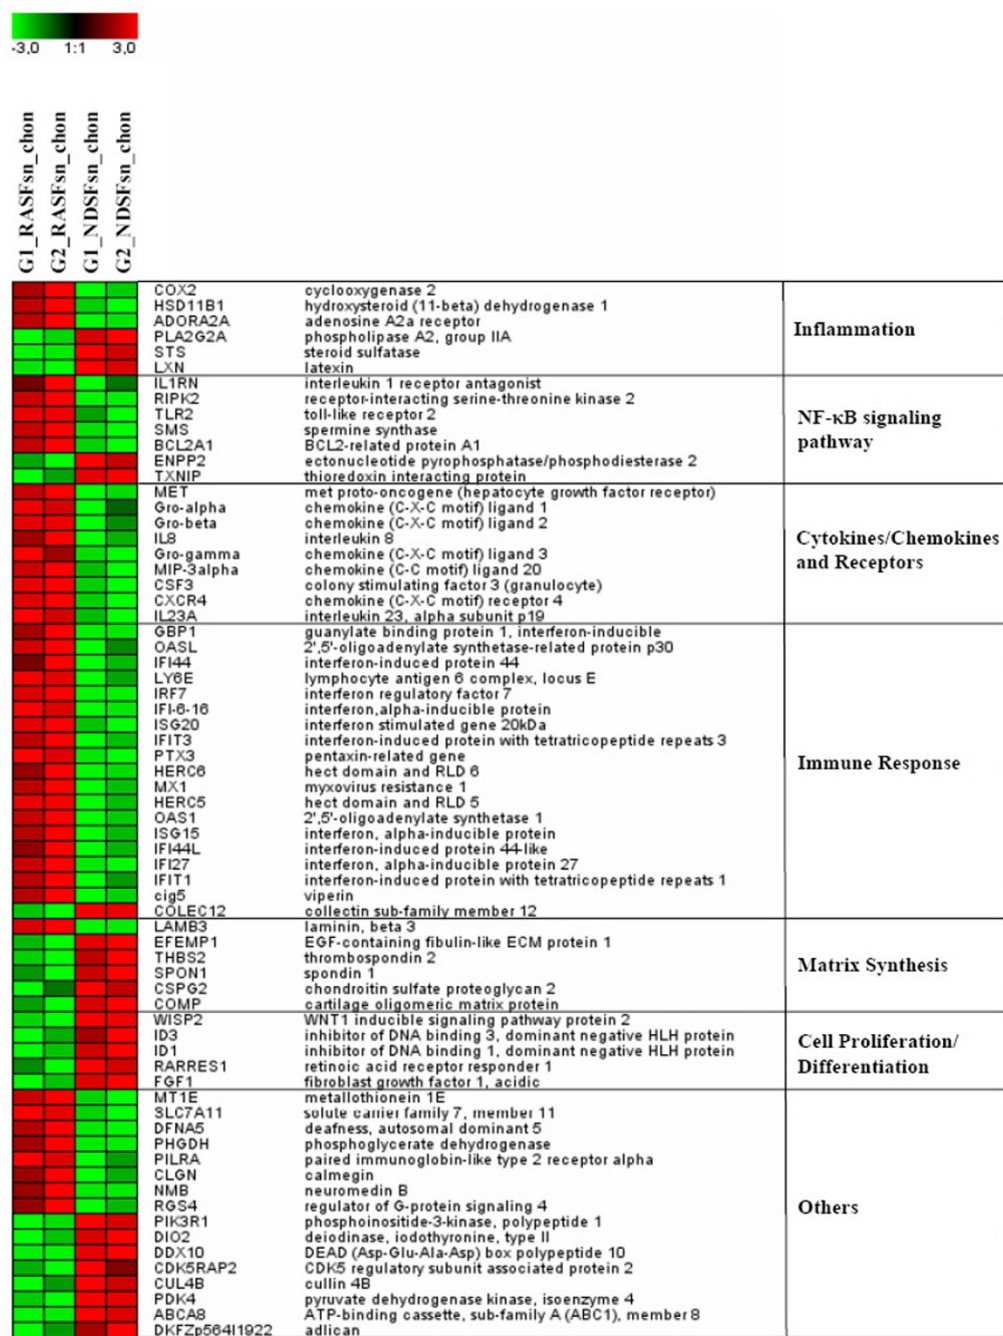 -3,0 1:1 3,0
G1_RASFsn_chon
G2_RASFsn_chon
G1_NDSFsn_chon
G2_NDSFsn_chon
COX2 cyclooxygenase 2
HSD11B1 hydroxysteroid (11-beta) dehydrogenase 1
ADORA2A adenosine A2a receptor
PLA2G2A phospholipase A2, group IIA
STS steroid sulfatase
LXN latexin
Inflammation
IL1RN interleukin 1 receptor antagonist
RIPK2 receptor-interacting serine-threonine kinase 2
TLR2 toll-like receptor 2
SMS spermine synthase
BCL2A1 BCL2-related protein A1
ENPP2 ectonucleotide pyrophosphatase/phosphodiesterase 2
TXNIP thioredoxin interacting protein
NF-κB signaling
pathway
MET met proto-oncogene (hepatocyte growth factor receptor)
Gro-alpha chemokine (C-X-C motif) ligand 1
Gro-beta chemokine (C-X-C motif) ligand 2
IL8 interleukin 8
Gro-gamma chemokine (C-X-C motif) ligand 3
MIP-3alpha chemokine (C-C motif) ligand 20
CSF3 colony stimulating factor 3 (granulocyte)
CXCR4 chemokine (C-X-C motif) receptor 4
IL23A interleukin 23, alpha subunit p19
Cytokines/Chemokines
and Receptors
GBP1 guanylate binding protein 1, interferon-inducible
OASL 2',5'-oligoadenylate synthetase-related protein p30
IFI44 interferon-induced protein 44
LY6E lymphocyte antigen 6 complex, locus E
IRF7 interferon regulatory factor 7
IFI-6-16 interferon,alpha-inducible protein
ISG20 interferon stimulated gene 20kDa
IFIT3 interferon-induced protein with tetratricopeptide repeats 3
PTX3 pentaxin-related gene
HERC6 hect domain and RLD 6
MX1 myxovirus resistance 1
HERC5 hect domain and RLD 5
OAS1 2',5'-oligoadenylate synthetase 1
ISG15 interferon, alpha-inducible protein
IFI44L interferon-induced protein 44-like
IFI27 interferon, alpha-inducible protein 27
IFIT1 interferon-induced protein with tetratricopeptide repeats 1
cig5 viperin
COLEC12 collectin sub-family member 12
Immune Response
LAMB3 laminin, beta 3
EFEMP1 EGF-containing fibulin-like ECM protein 1
THBS2 thrombospondin 2
SPON1 spondin 1
CSPG2 chondroitin sulfate proteoglycan 2
COMP cartilage oligomeric matrix protein
Matrix Synthesis
WISP2 WNT1 inducible signaling pathway protein 2
ID3 inhibitor of DNA binding 3, dominant negative HLH protein
ID1 inhibitor of DNA binding 1, dominant negative HLH protein
RARRES1 retinoic acid receptor responder 1
FGF1 fibroblast growth factor 1, acidic
Cell Proliferation/
Differentiation
MT1E metallothionein 1E
SLC7A11 solute carrier family 7, member 11
DFNA5 deafness, autosomal dominant 5
PHGDH phosphoglycerate dehydrogenase
PILRA paired immunoglobin-like type 2 receptor alpha
CLGN calmegin
NMB neuromedin B
RGS4 regulator of G-protein signaling 4
PIK3R1 phosphoinositide-3-kinase, polypeptide 1
DIO2 deiodinase, iodothyronine, type II
DDX10 DEAD (Asp-Glu-Ala-Asp) box polypeptide 10
CDK5RAP2 CDK5 regulatory subunit associated protein 2
CUL4B cullin 4B
PDK4 pyruvate dehydrogenase kinase, isoenzyme 4
ABCA8 ATP-binding cassette, sub-family A (ABC1), member 8
DKFZp564I1922 adlican
Others